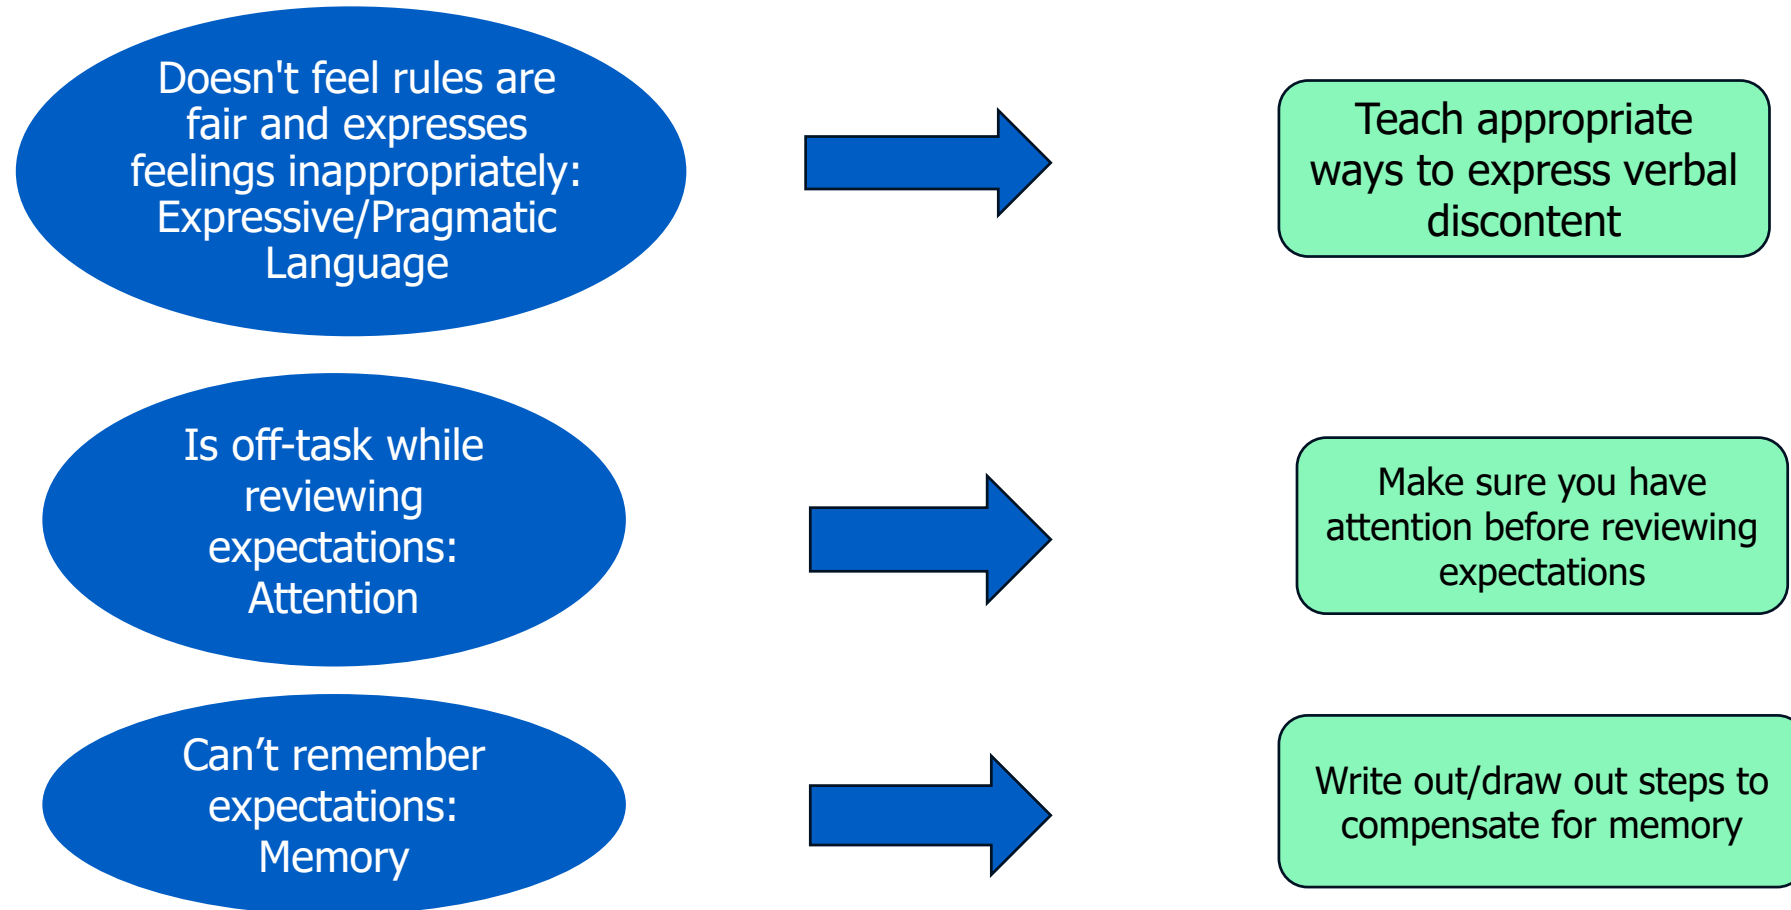 Doesn't feel rules are
fair and expresses
feelings inappropriately:
Expressive/Pragmatic
Language
Teach appropriate
ways to express verbal
discontent
Is off-task while
reviewing
expectations:
Attention
Make sure you have
attention before reviewing
expectations
Can’t remember
expectations:
Memory
Write out/draw out steps to
compensate for memory